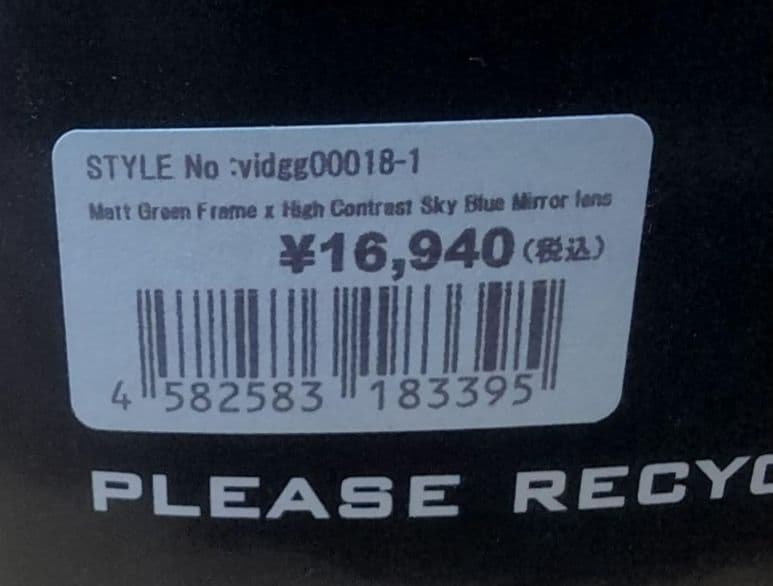 STYLE No :vidgg00018-1
Matt Green Frame x High Contrast Sky Blue Mirror lens
¥16,940(税込)
4 582583 183395
PLEASE RECYC